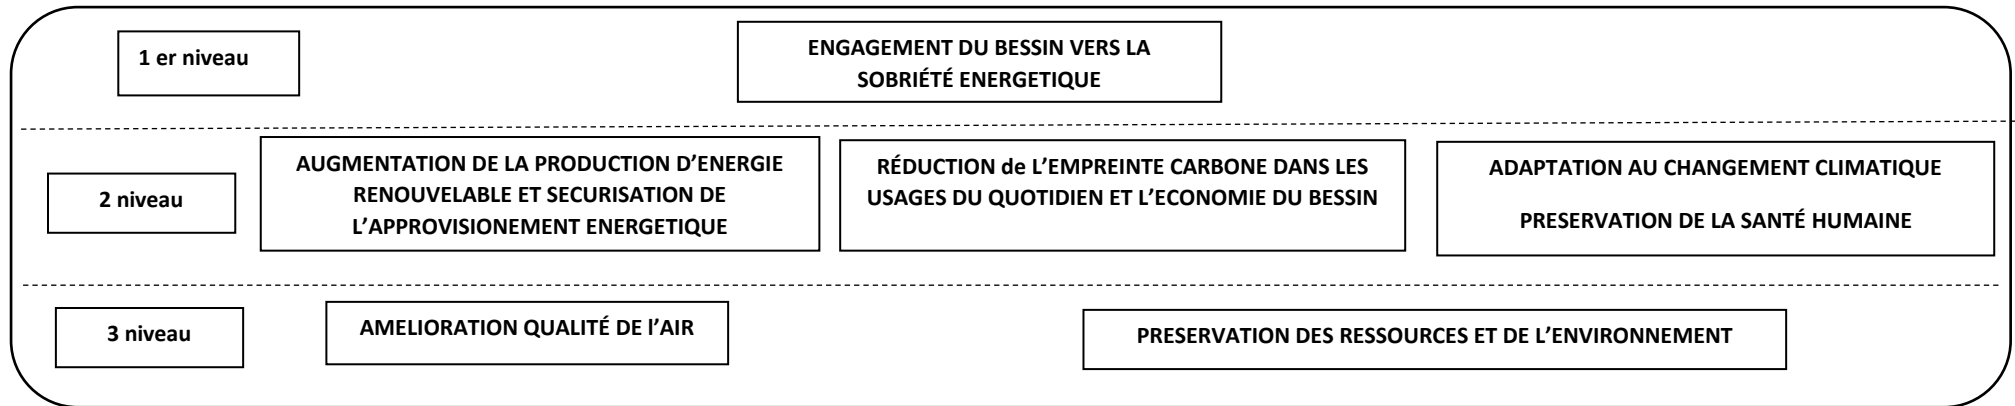 1 er niveau
ENGAGEMENT DU BESSIN VERS LA
SOBRIÉTÉ ENERGETIQUE
2 niveau
AUGMENTATION DE LA PRODUCTION D’ENERGIE
RENOUVELABLE ET SECURISATION DE
L’APPROVISIONEMENT ENERGETIQUE
RÉDUCTION de L’EMPREINTE CARBONE DANS LES
USAGES DU QUOTIDIEN ET L’ECONOMIE DU BESSIN
ADAPTATION AU CHANGEMENT CLIMATIQUE
PRESERVATION DE LA SANTÉ HUMAINE
3 niveau
AMELIORATION QUALITÉ DE l’AIR
PRESERVATION DES RESSOURCES ET DE L’ENVIRONNEMENT